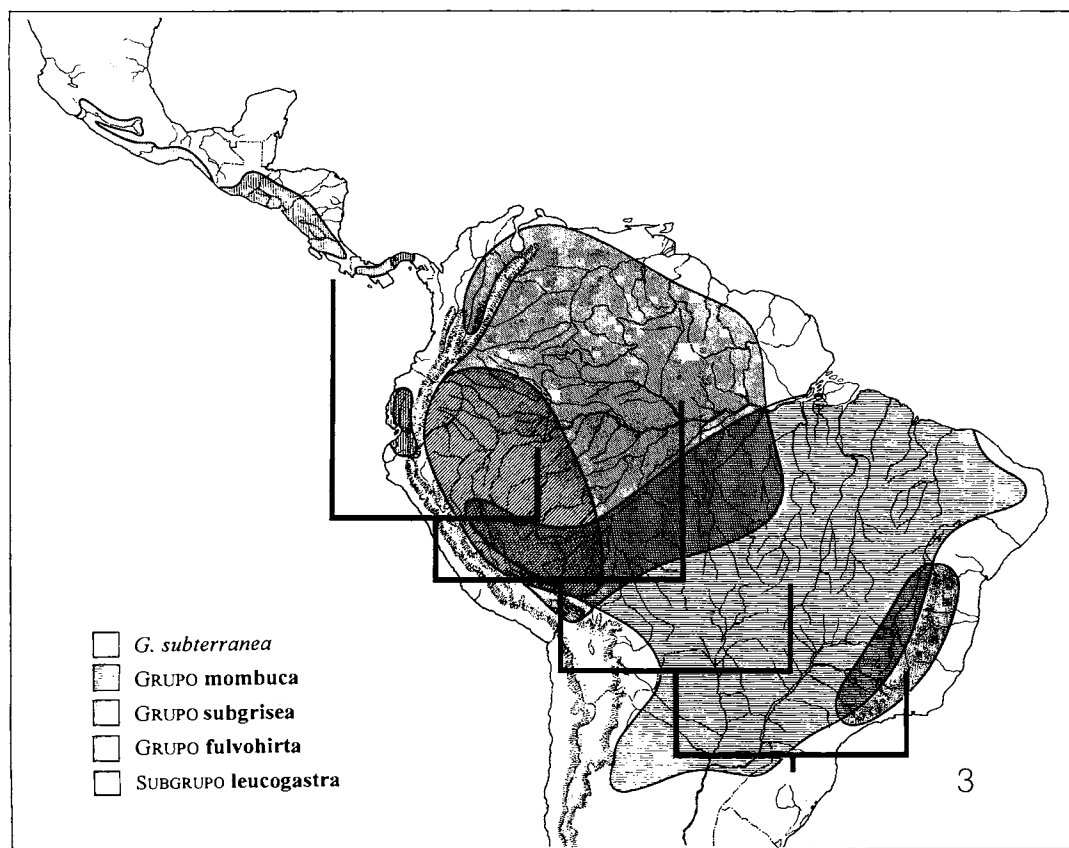 G. subterranea
GRUPO mombuca
GRUPO subgrisea
GRUPO fulvohirta
SUBGRUPO leucogastra
3